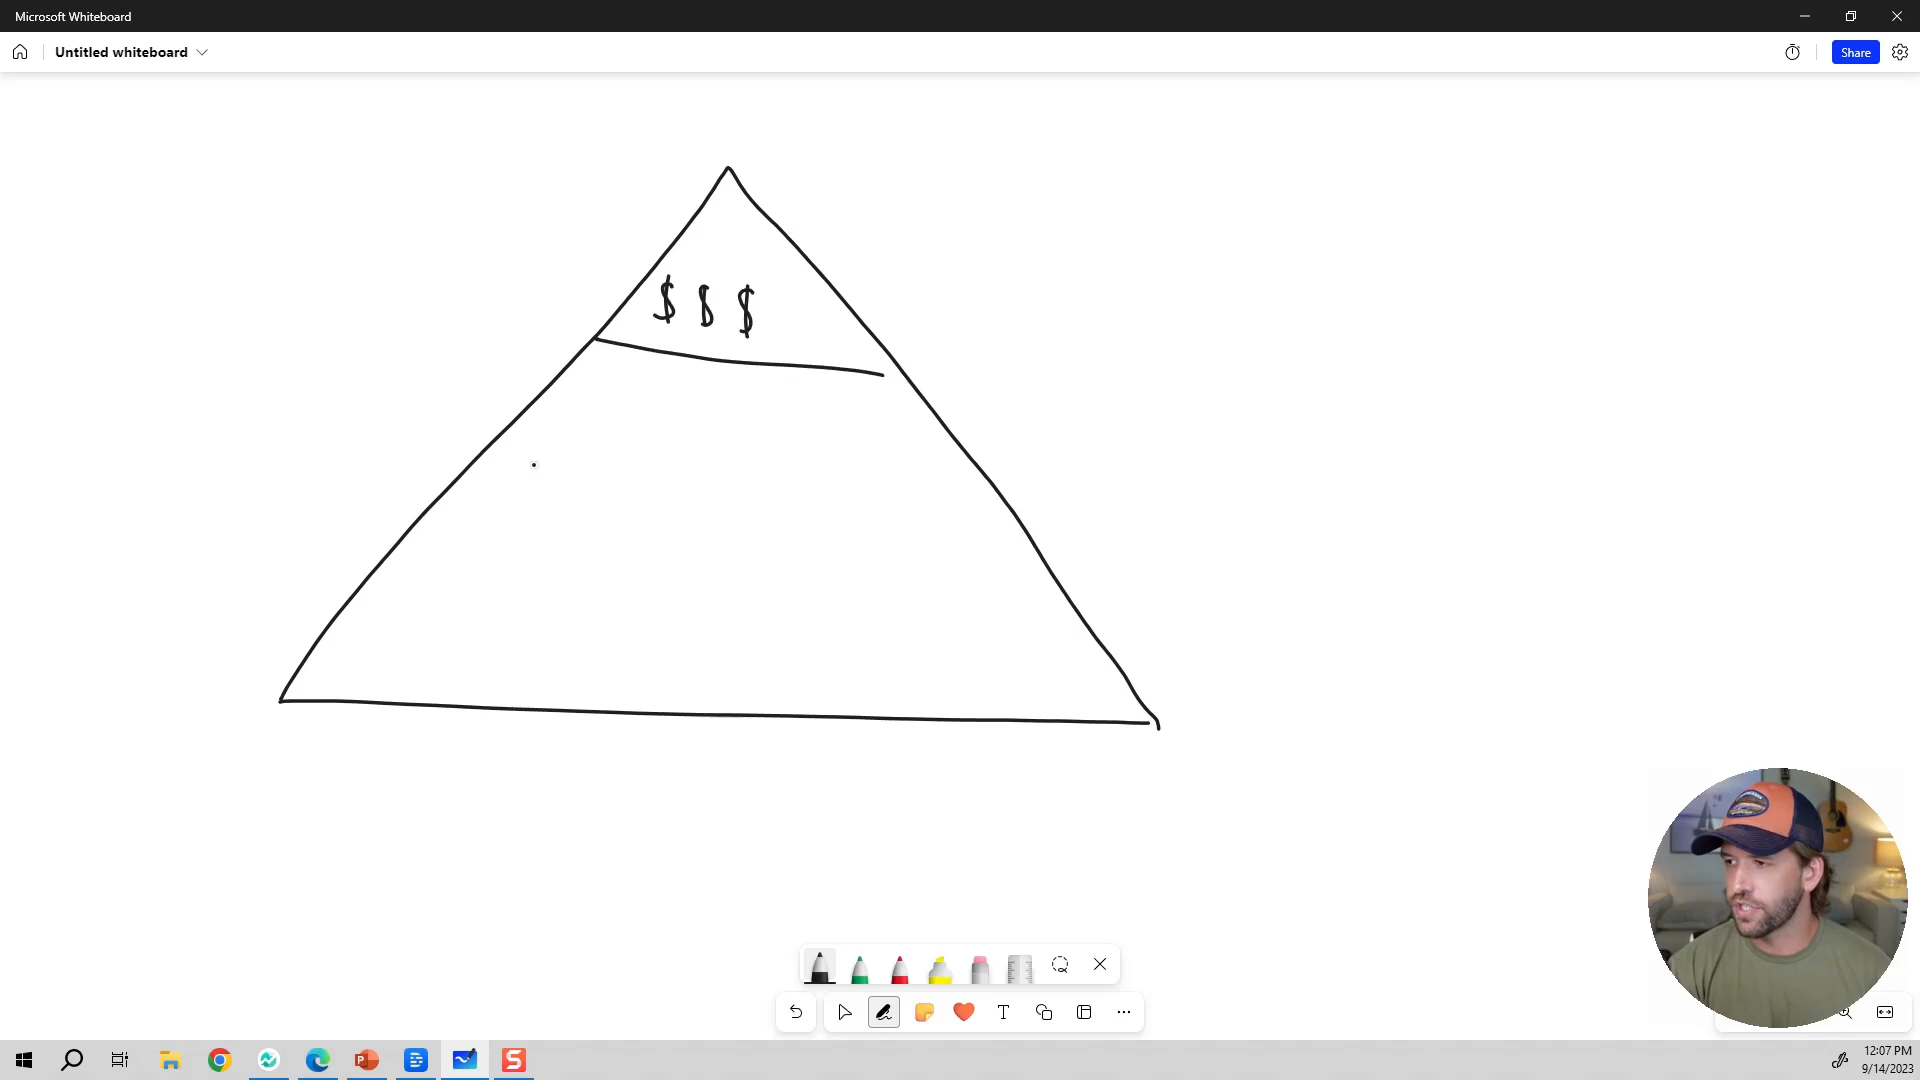 Microsoft Whiteboard
Untitled whiteboard
Share
$ $ $
12:07 PM
9/14/2023